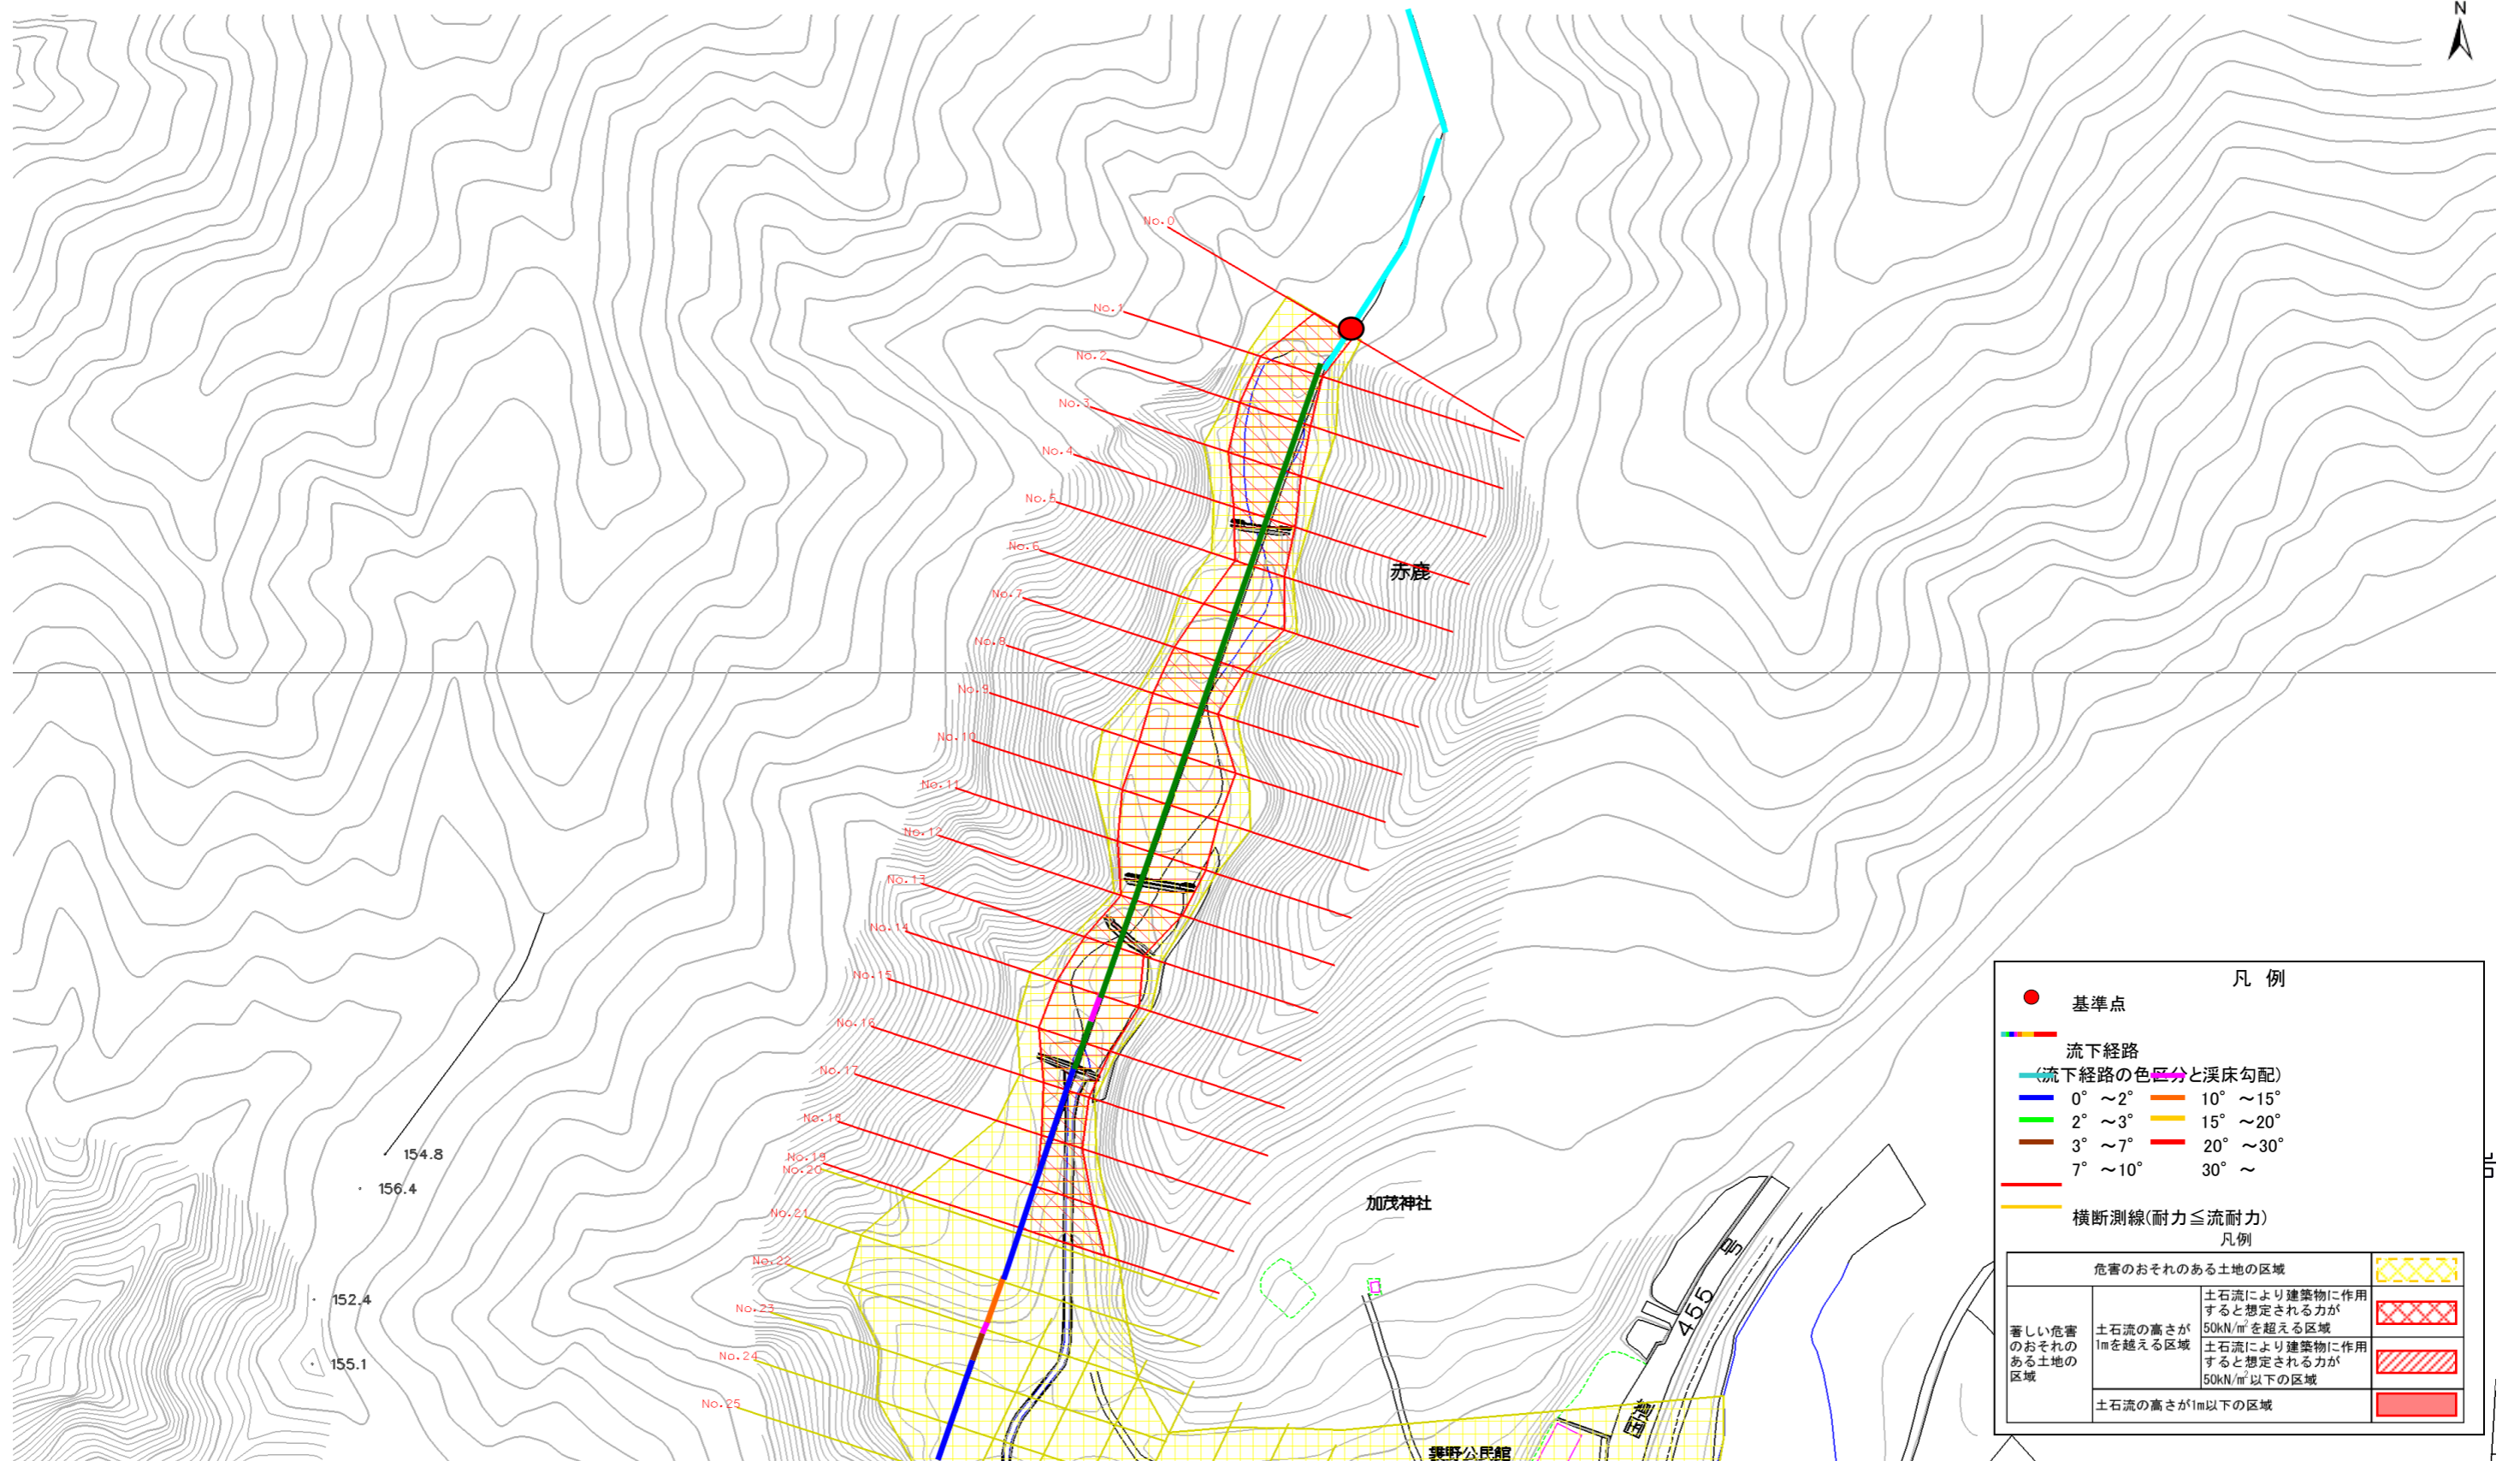 N
No.0
No.1
No.2
No.3
No.4
No.5
No.6
No.7
No.8
No.9
No.10
No.11
No.12
No.13
No.14
No.15
No.16
No.17
No.18
No.19
No.20
No.21
No.22
No.23
No.24
No.25
赤鹿
加茂神社
154.8
156.4
152.4
155.1
国道
455
号
凡 例
基準点
流下経路
(流下経路の色区分と渓床勾配)
0° ～2° 10° ～15°
2° ～3° 15° ～20°
3° ～7° 20° ～30°
7° ～10° 30° ～
横断測線(耐力≦流耐力)
凡例
危害のおそれのある土地の区域
著しい危害
のおそれの
ある土地の
区域
土石流の高さが
1mを越える区域
土石流により建築物に作用
すると想定される力が
50kN/㎡を超える区域
土石流により建築物に作用
すると想定される力が
50kN/㎡以下の区域
土石流の高さが1m以下の区域